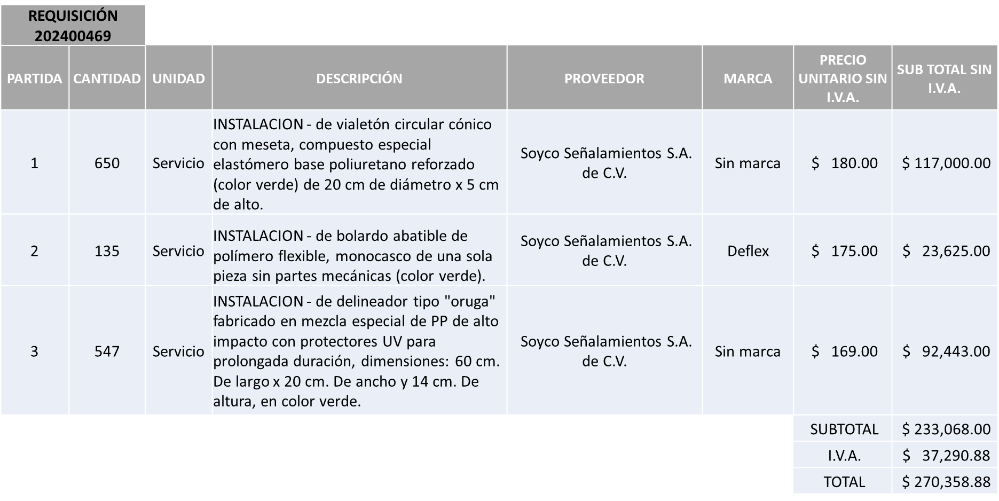 REQUISICIÓN
202400469
PARTIDA CANTIDAD UNIDAD DESCRIPCIÓN PROVEEDOR MARCA PRECIO UNITARIO SIN I.V.A. SUB TOTAL SIN I.V.A.
1 650 Servicio
INSTALACION - de vialetón circular cónico
con meseta, compuesto especial
elastómero base poliuretano reforzado
(color verde) de 20 cm de diámetro x 5 cm
de alto.
Soyco Señalamientos S.A.
de C.V.
Sin marca $ 180.00 $ 117,000.00
2 135 Servicio
INSTALACION - de bolardo abatible de
polímero flexible, monocasco de una sola
pieza sin partes mecánicas (color verde).
Soyco Señalamientos S.A.
de C.V.
Deflex $ 175.00 $ 23,625.00
3 547 Servicio
INSTALACION - de delineador tipo "oruga"
fabricado en mezcla especial de PP de alto
impacto con protectores UV para
prolongada duración, dimensiones: 60 cm.
De largo x 20 cm. De ancho y 14 cm. De
altura, en color verde.
Soyco Señalamientos S.A.
de C.V.
Sin marca $ 169.00 $ 92,443.00
SUBTOTAL $ 233,068.00
I.V.A. $ 37,290.88
TOTAL $ 270,358.88